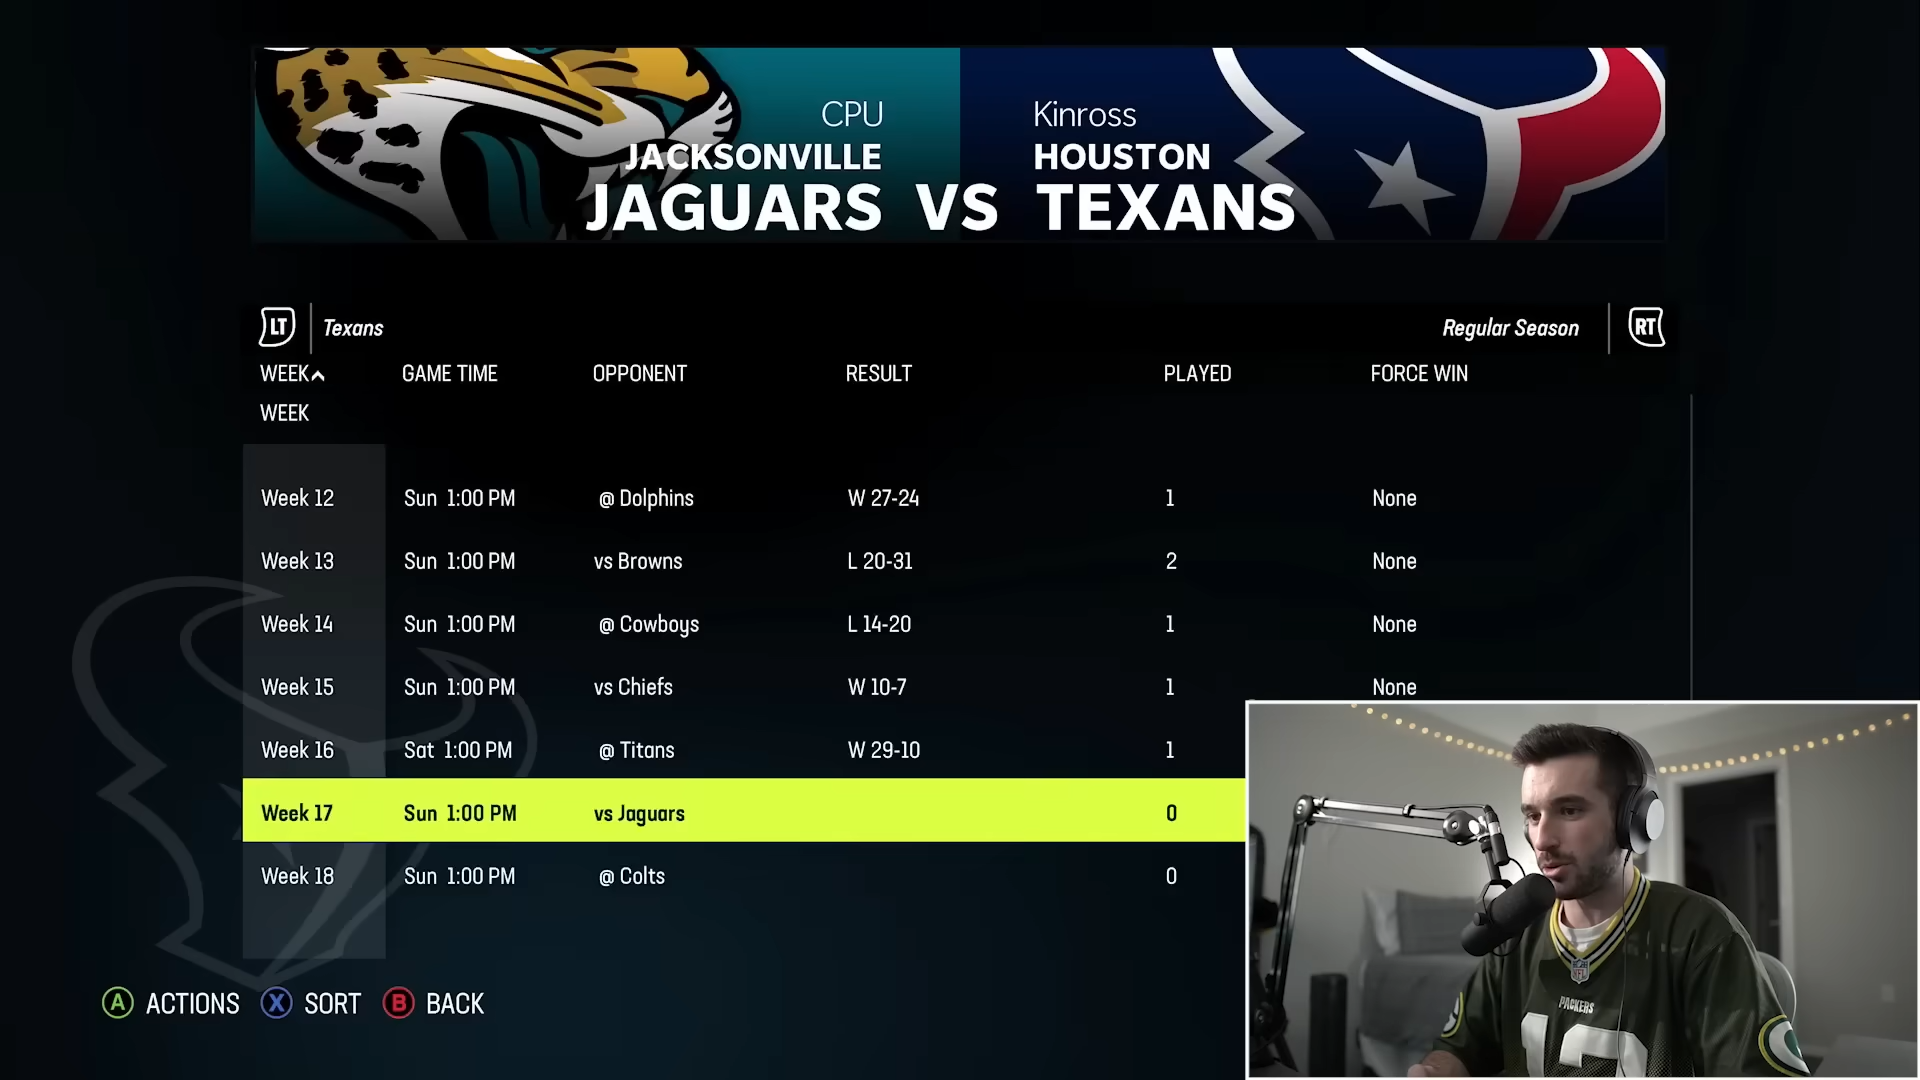 CPU
JACKSONVILLE
JAGUARS
VS
Kinross
HOUSTON
TEXANS
LT Texans Regular Season RT
WEEK GAME TIME OPPONENT RESULT PLAYED FORCE WIN
WEEK
Week 12 Sun 1:00 PM @ Dolphins W 27-24 1 None
Week 13 Sun 1:00 PM vs Browns L 20-31 2 None
Week 14 Sun 1:00 PM @ Cowboys L 14-20 1 None
Week 15 Sun 1:00 PM vs Chiefs W 10-7 1 None
Week 16 Sat 1:00 PM @ Titans W 29-10 1
Week 17 Sun 1:00 PM vs Jaguars 0
Week 18 Sun 1:00 PM @ Colts 0
A ACTIONS X SORT B BACK
NFL
PACKERS